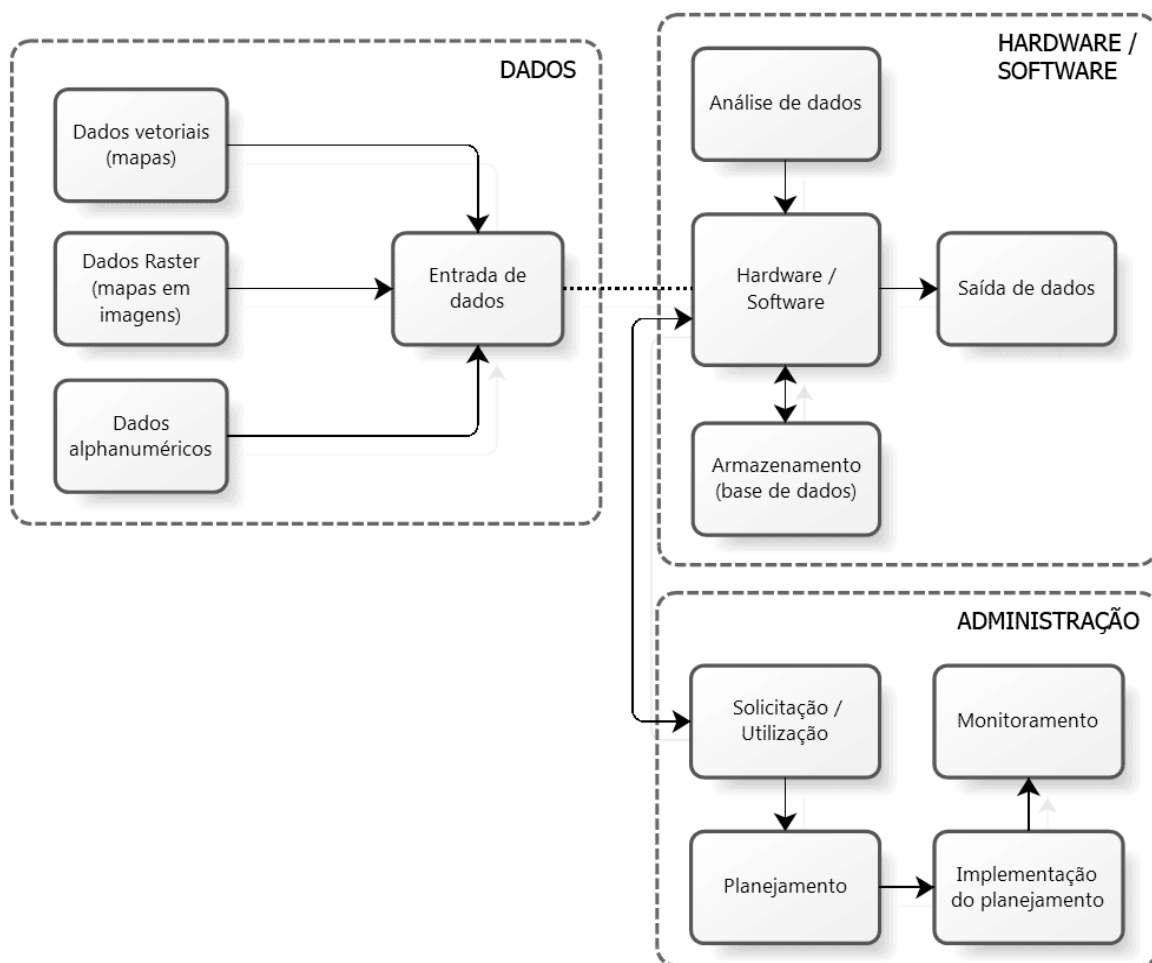 DADOS
Dados vetoriais
(mapas)
Dados Raster
(mapas em
imagens)
Dados
alphanuméricos
Entrada de
dados
HARDWARE /
SOFTWARE
Análise de dados
Hardware /
Software
Saída de dados
Armazenamento
(base de dados)
ADMINISTRAÇÃO
Solicitação /
Utilização
Monitoramento
Planejamento
Implementação
do planejamento